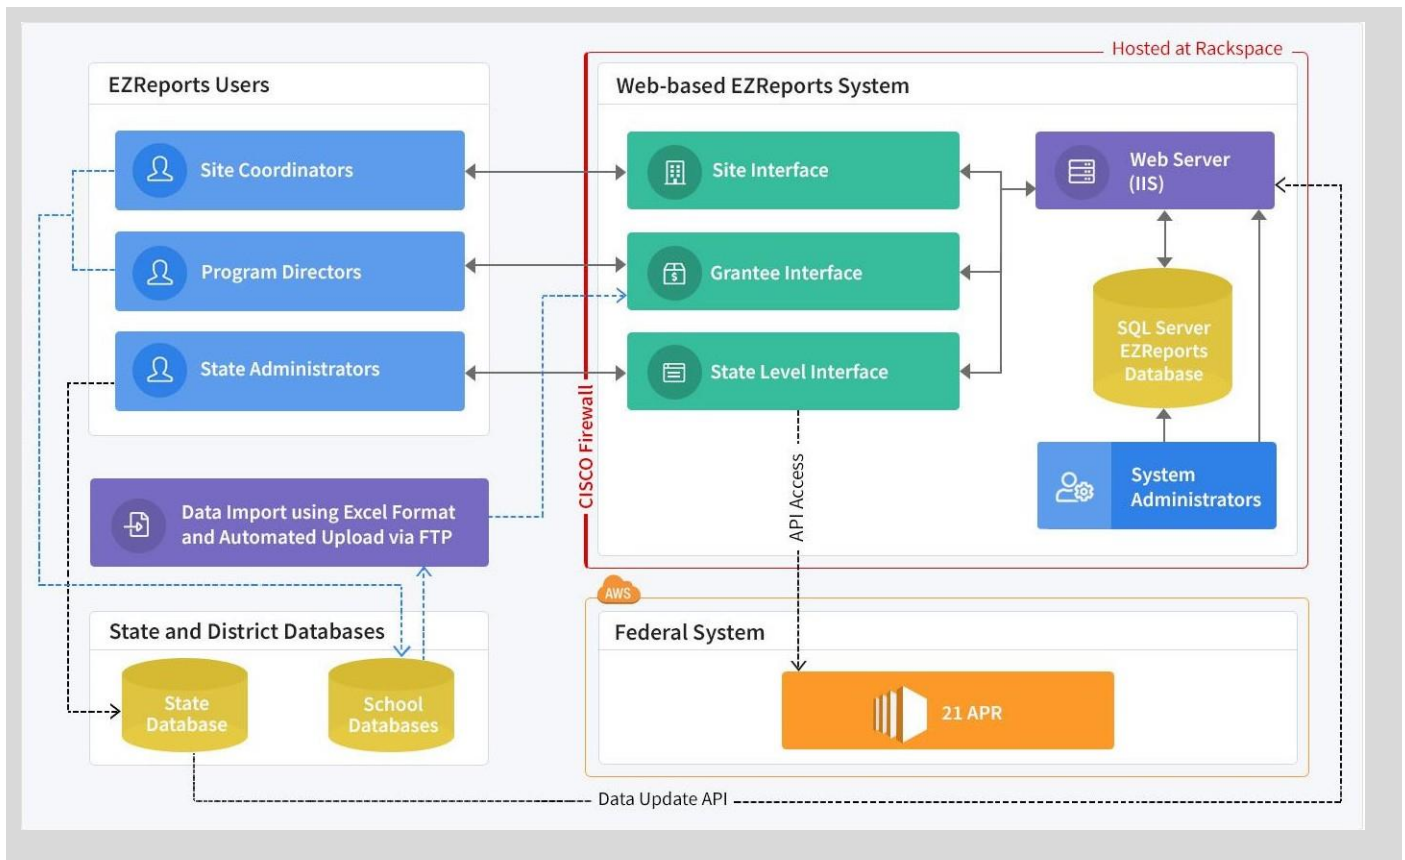 Hosted at Rackspace
EZReports Users
Web-based EZReports System
Site Coordinators
Site Interface
Web Server
(IIS)
Program Directors
Grantee Interface
SQL Server
EZReports
Database
State Administrators
State Level Interface
CISCO Firewall
API Access
System
Administrators
Data Import using Excel Format
and Automated Upload via FTP
AWS
State and District Databases
Federal System
State
Database
School
Databases
21 APR
Data Update API